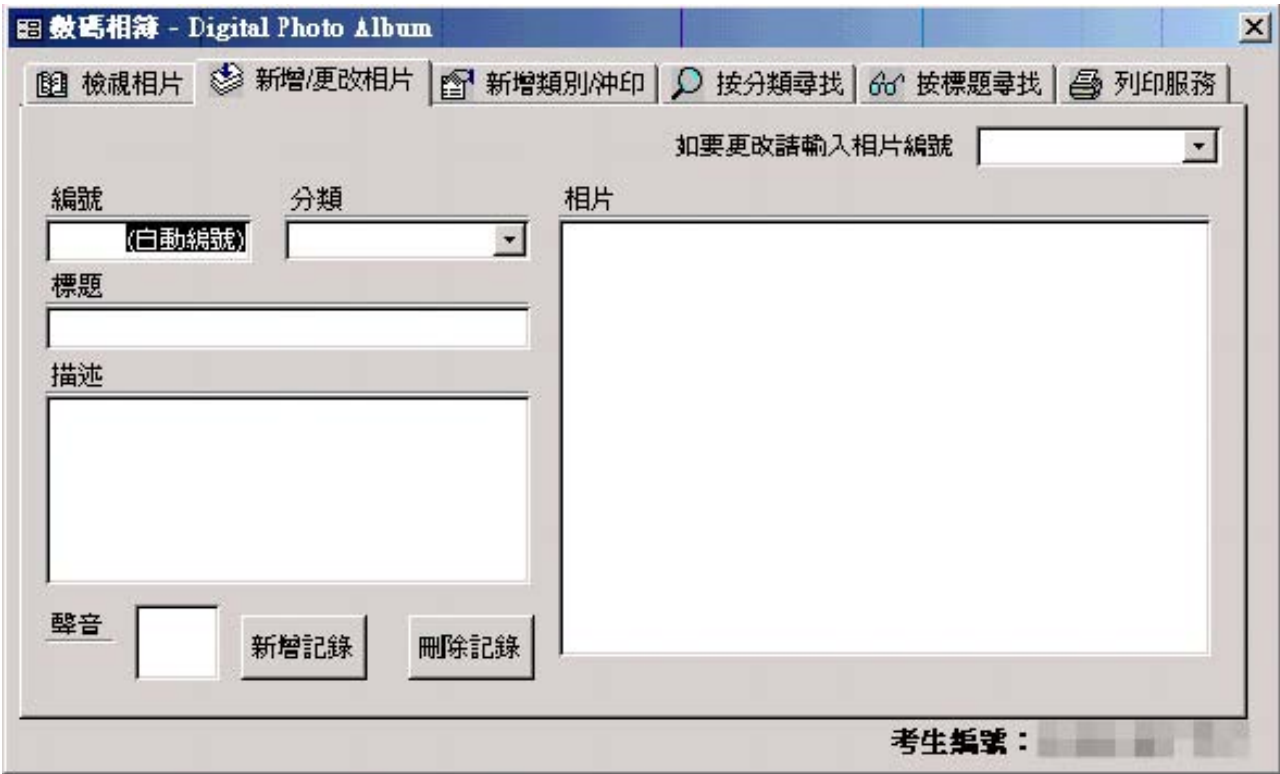 數碼相簿 - Digital Photo Album
檢視相片 新增/更改相片 新增類別/沖印 按分類尋找 按標題尋找 列印服務
如要更改請輸入相片編號
編號 分類 相片
(自動編號)
標題
描述
聲音 新增記錄 刪除記錄
考生編號：